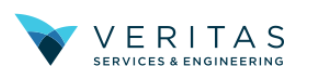 VERITAS
SERVICES & ENGINEERING